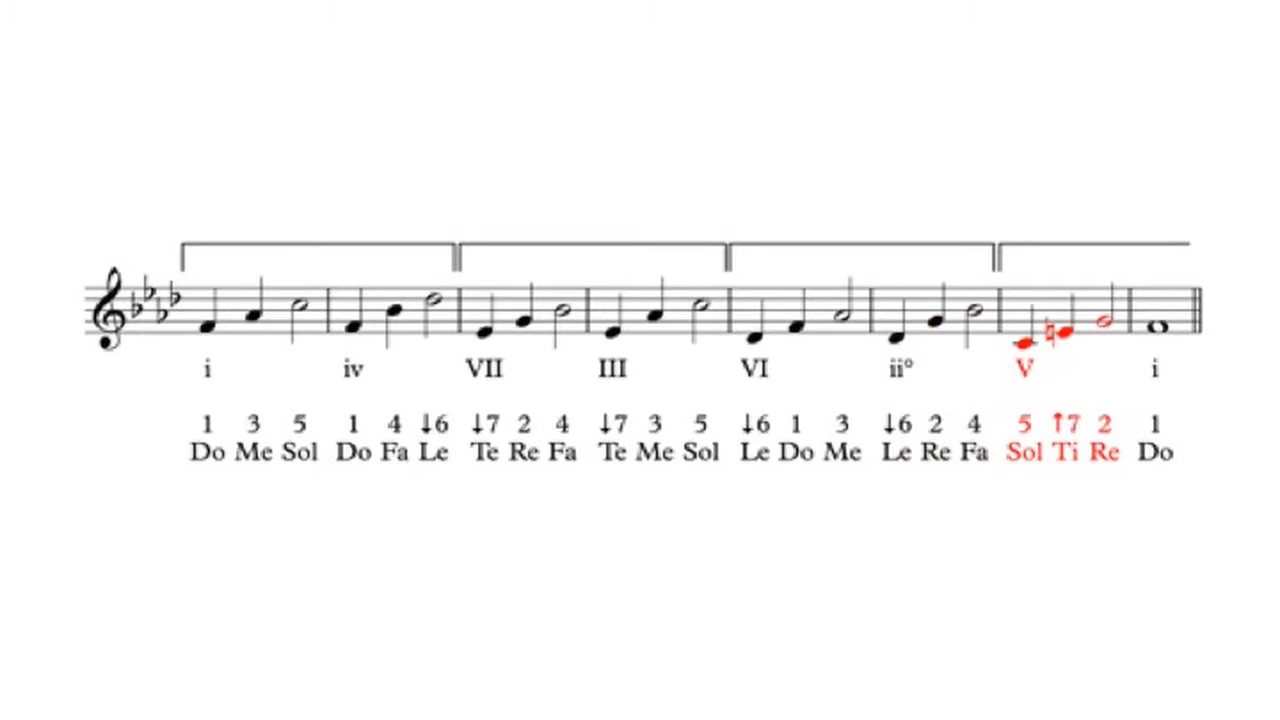 i iv VII III VI ii° V i
1 3 5 1 4 ↓6 ↓7 2 4 ↓7 3 5 ↓6 1 3 ↓6 2 4 5 ↑7 2 1
Do Me Sol Do Fa Le Te Re Fa Te Me Sol Le Do Me Le Re Fa Sol Ti Re Do